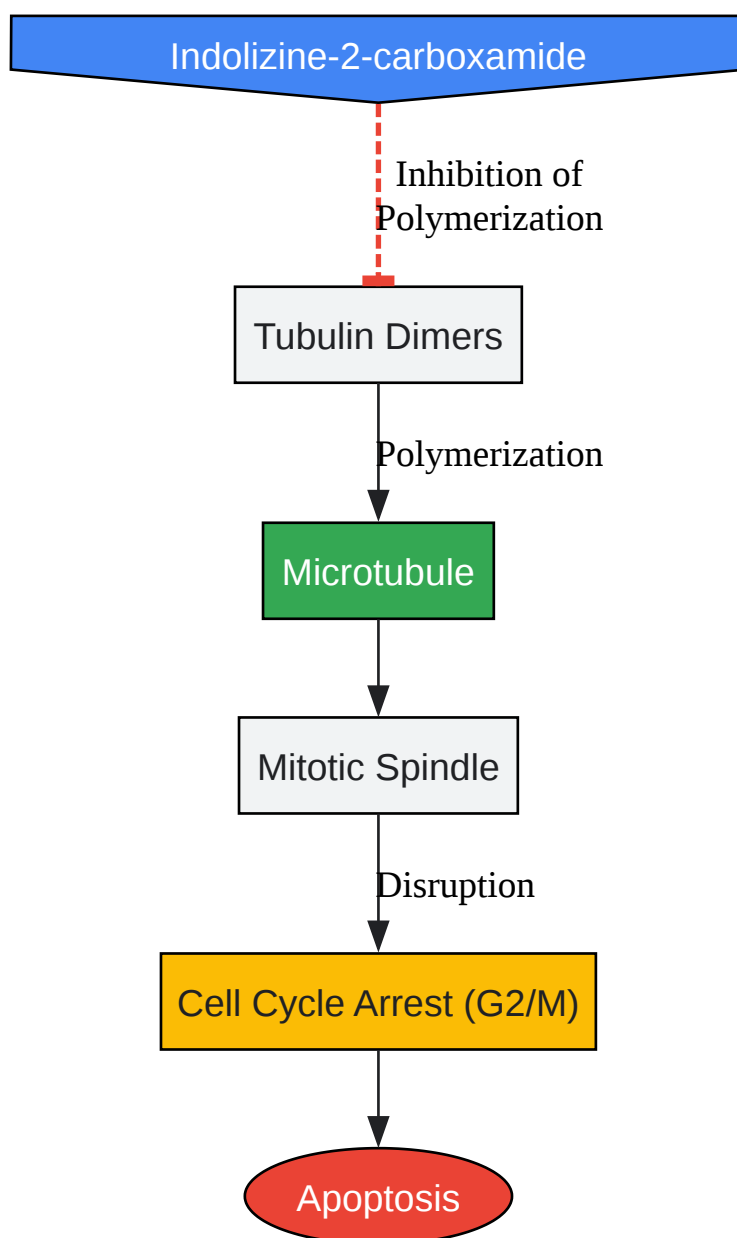 Indolizine-2-carboxamide
Inhibition of
Polymerization
Tubulin Dimers
Polymerization
Microtubule
Mitotic Spindle
Disruption
Cell Cycle Arrest (G2/M)
Apoptosis